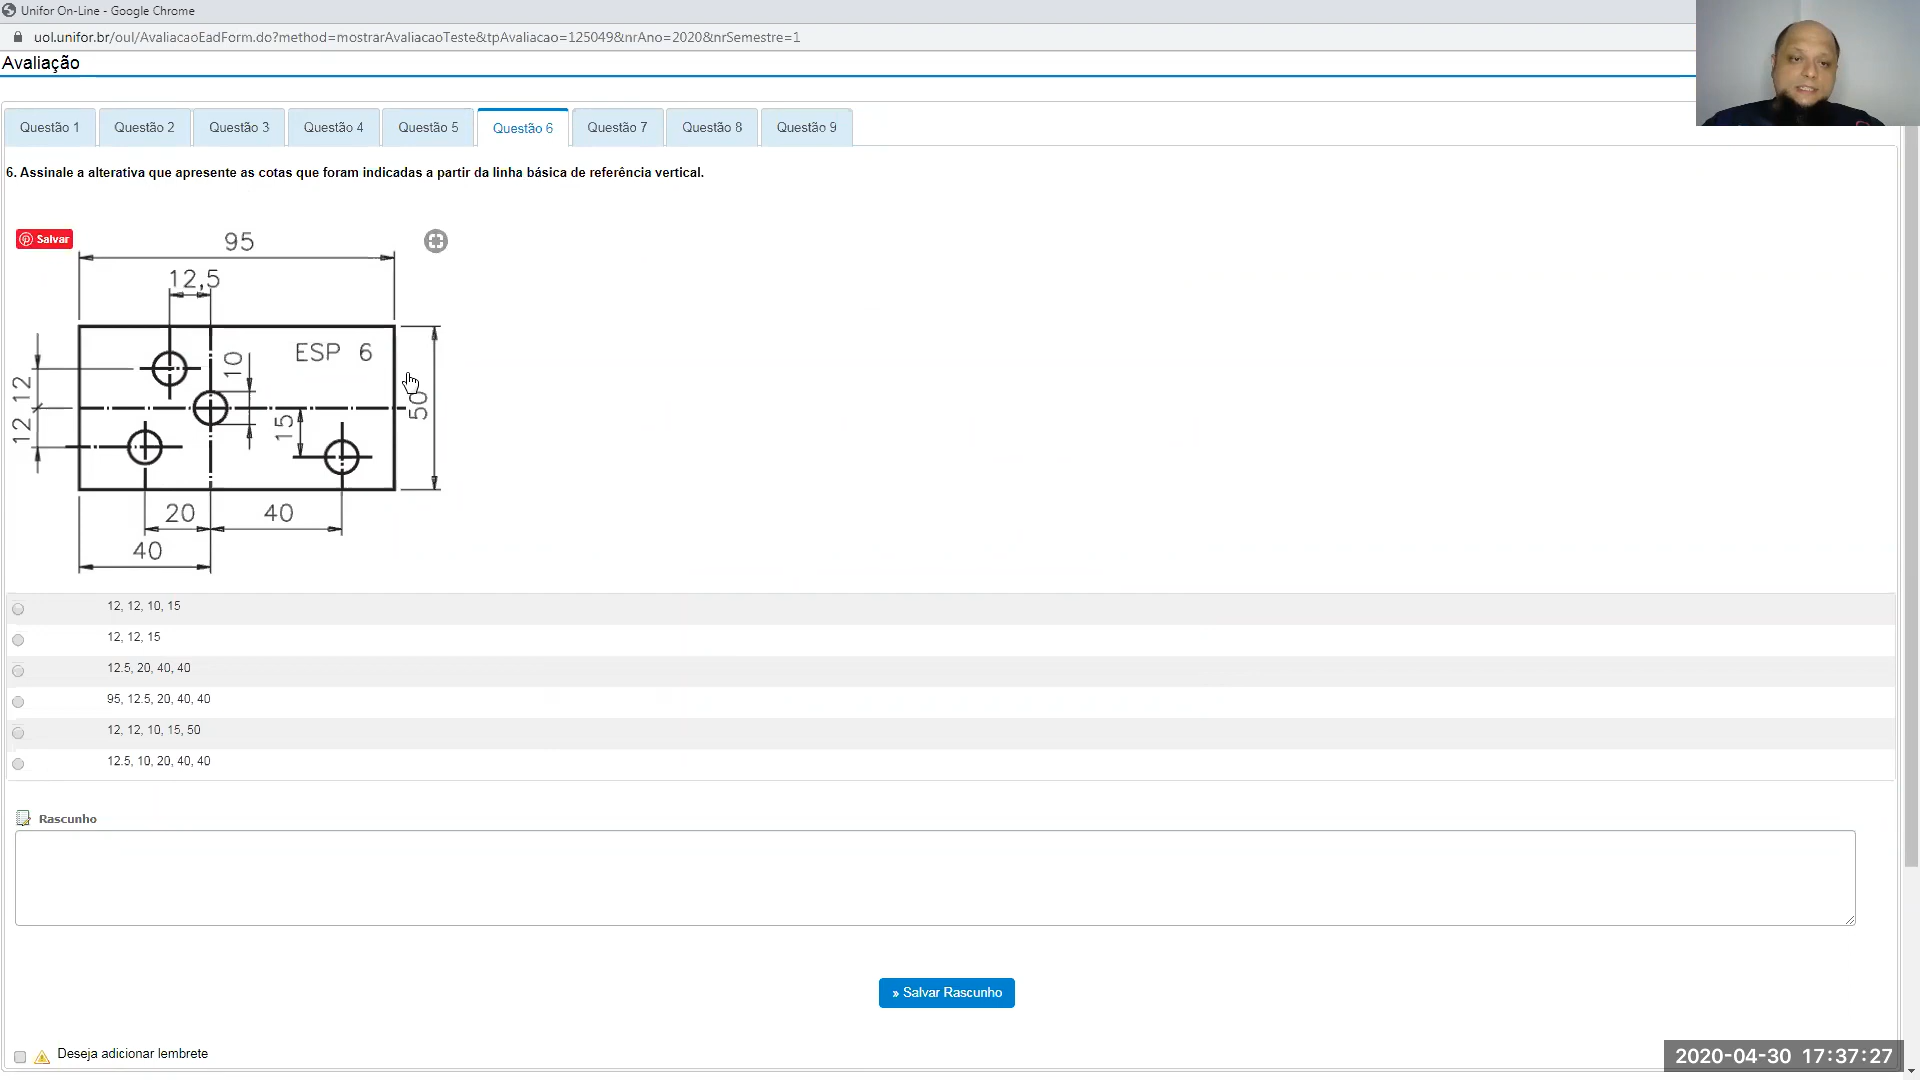 Unifor On-Line - Google Chrome
uol.unifor.br/oul/AvaliacaoEadForm.do?method=mostrarAvaliacaoTeste&tpAvaliacao=125049&nrAno=2020&nrSemestre=1
Avaliação
Questão 1
Questão 2
Questão 3
Questão 4
Questão 5
Questão 6
Questão 7
Questão 8
Questão 9
6. Assinale a alternativa que apresente as cotas que foram indicadas a partir da linha básica de referência vertical.
Salvar
95
12,5
ESP 6
10
12
12
15
50
20
40
40
12, 12, 10, 15
12, 12, 15
12.5, 20, 40, 40
95, 12.5, 20, 40, 40
12, 12, 10, 15, 50
12.5, 10, 20, 40, 40
Rascunho
» Salvar Rascunho
Deseja adicionar lembrete
2020-04-30 17:37:27